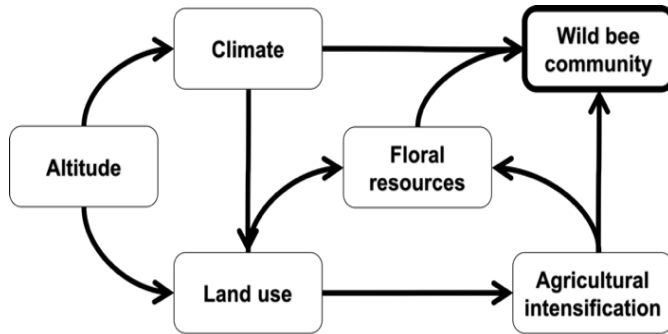 Climate
Wild bee
community
Altitude
Floral
resources
Land use
Agricultural
intensification